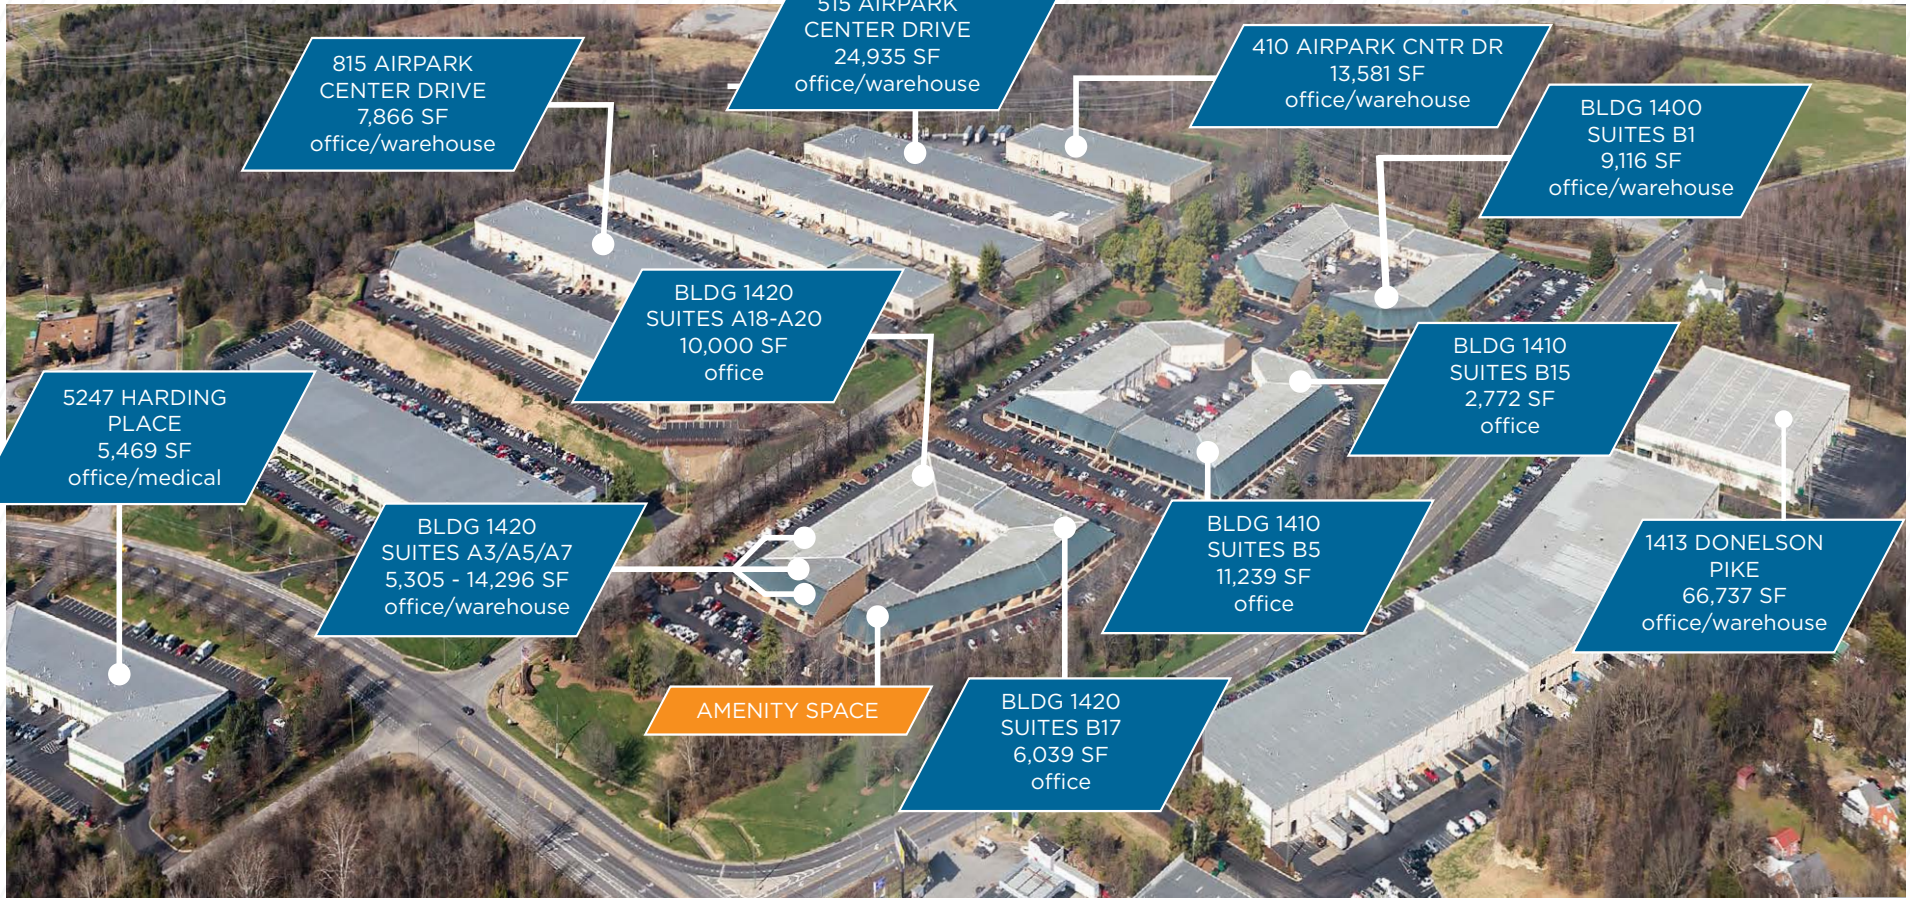 515 AIRPARK
CENTER DRIVE
24,935 SF
office/warehouse
815 AIRPARK
CENTER DRIVE
7,866 SF
office/warehouse
410 AIRPARK CNTR DR
13,581 SF
office/warehouse
BLDG 1400
SUITES B1
9,116 SF
office/warehouse
BLDG 1420
SUITES A18-A20
10,000 SF
office
BLDG 1410
SUITES B15
2,772 SF
office
5247 HARDING
PLACE
5,469 SF
office/medical
BLDG 1420
SUITES A3/A5/A7
5,305 - 14,296 SF
office/warehouse
BLDG 1410
SUITES B5
11,239 SF
office
1413 DONELSON
PIKE
66,737 SF
office/warehouse
AMENITY SPACE
BLDG 1420
SUITES B17
6,039 SF
office